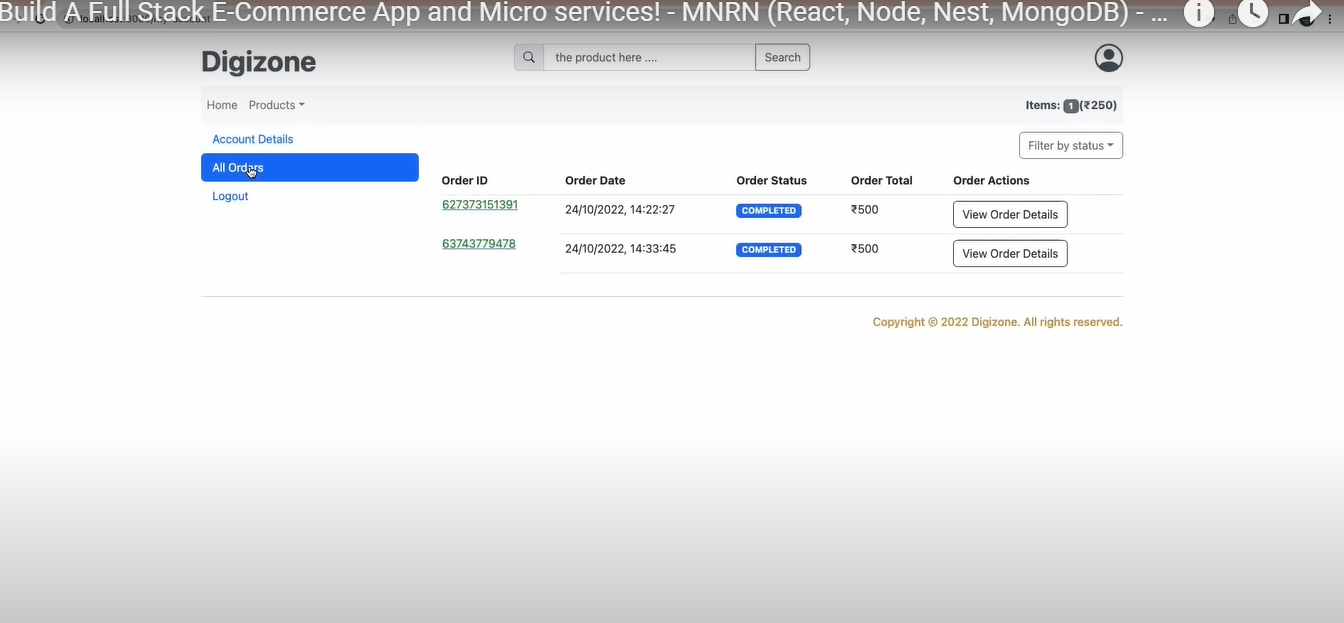 Build A Full Stack E-Commerce App and Micro services! - MNRN (React, Node, Nest, MongoDB) - ...
Digizone
the product here ....
Search
Home Products
Items: 1 (₹250)
Account Details
Filter by status
All Orders
Logout
Order ID Order Date Order Status Order Total Order Actions
627373151391 24/10/2022, 14:22:27 COMPLETED ₹500 View Order Details
63743779478 24/10/2022, 14:33:45 COMPLETED ₹500 View Order Details
Copyright © 2022 Digizone. All rights reserved.